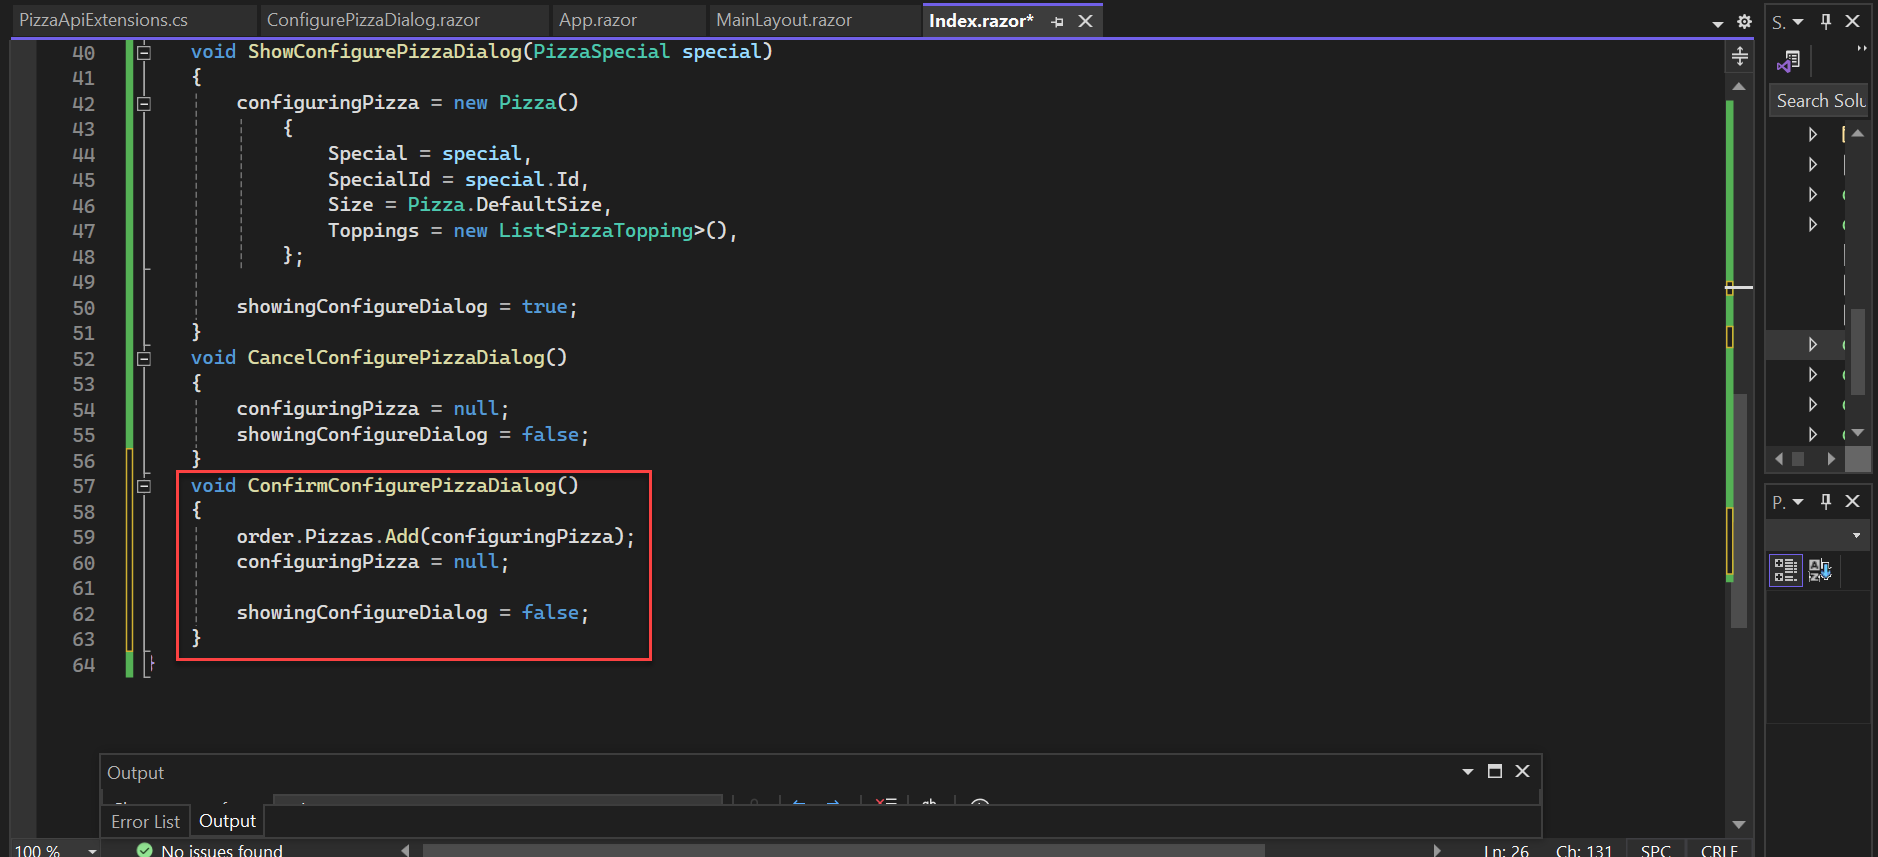 PizzaApiExtensions.cs ConfigurePizzaDialog.razor App.razor MainLayout.razor Index.razor*
S.
40 void ShowConfigurePizzaDialog(PizzaSpecial special)
41 {
42 configuringPizza = new Pizza()
43 {
44 Special = special,
45 SpecialId = special.Id,
46 Size = Pizza.DefaultSize,
47 Toppings = new List<PizzaTopping>(),
48 };
49
50 showingConfigureDialog = true;
51 }
52 void CancelConfigurePizzaDialog()
53 {
54 configuringPizza = null;
55 showingConfigureDialog = false;
56 }
57 void ConfirmConfigurePizzaDialog()
58 {
59 order.Pizzas.Add(configuringPizza);
60 configuringPizza = null;
61
62 showingConfigureDialog = false;
63 }
64 }
Search Solu
P.
Output
Error List Output
100 % No issues found Ln: 26 Ch: 131 SPC CRLF